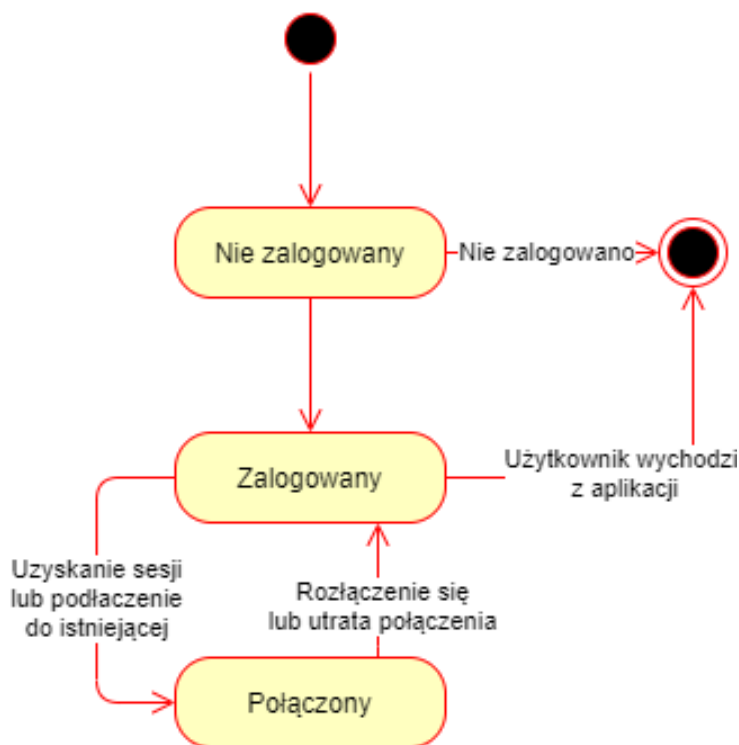 Nie zalogowany
Nie zalogowano
Zalogowany
Użytkownik wychodzi
z aplikacji
Uzyskanie sesji
lub podłaczenie
do istniejącej
Rozłączenie się
lub utrata połączenia
Połączony